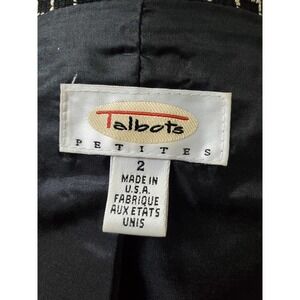 Talbots
PETITES
2
MADE IN
U.S.A.
FABRIQUE
AUX ETATS
UNIS